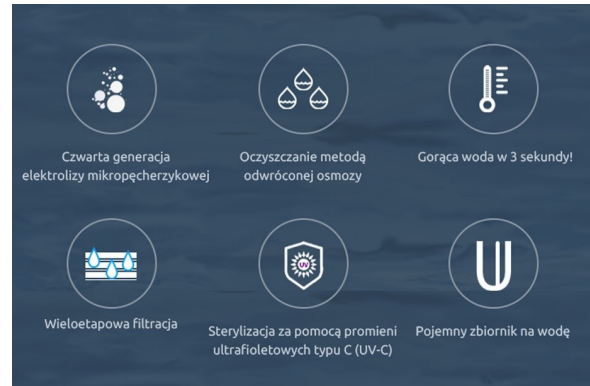 Czwarta generacja
elektrolizy mikropęcherzykowej
Oczyszczanie metodą
odwróconej osmozy
Gorąca woda w 3 sekundy!
Wieloetapowa filtracja
UV
Sterylizacja za pomocą promieni
ultrafioletowych typu C (UV-C)
Pojemny zbiornik na wodę